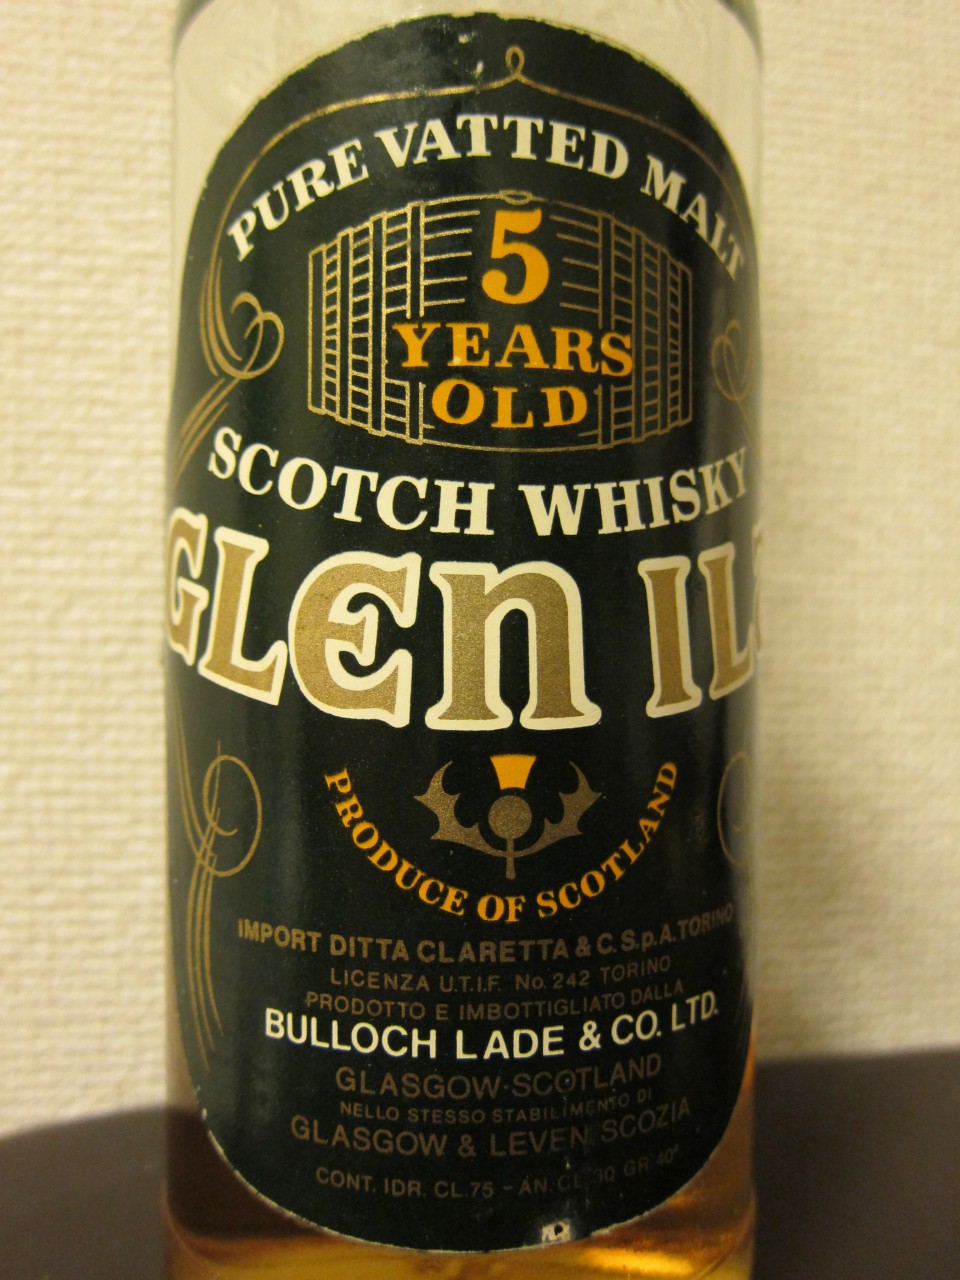 PURE VATTED MALT
5
YEARS
OLD
SCOTCH WHISKY
GLEN IL
PRODUCE OF SCOTLAND
IMPORT DITTA CLARETTA & C.S.p.A. TORINO
LICENZA U.T.I.F. No. 242 TORINO
PRODOTTO E IMBOTTIGLIATO DALLA
BULLOCH LADE & CO. LTD.
GLASGOW·SCOTLAND
NELLO STESSO STABILIMENTO DI
GLASGOW & LEVEN SCOZIA
CONT. IDR. CL.75 - AN. CL 30 GR 40°